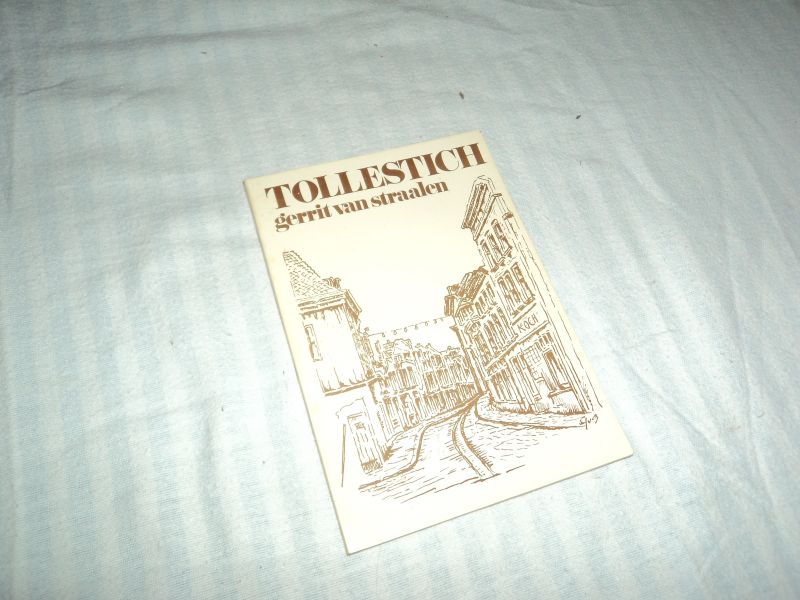 TOLLESTICH
gerrit van straalen
KOCH